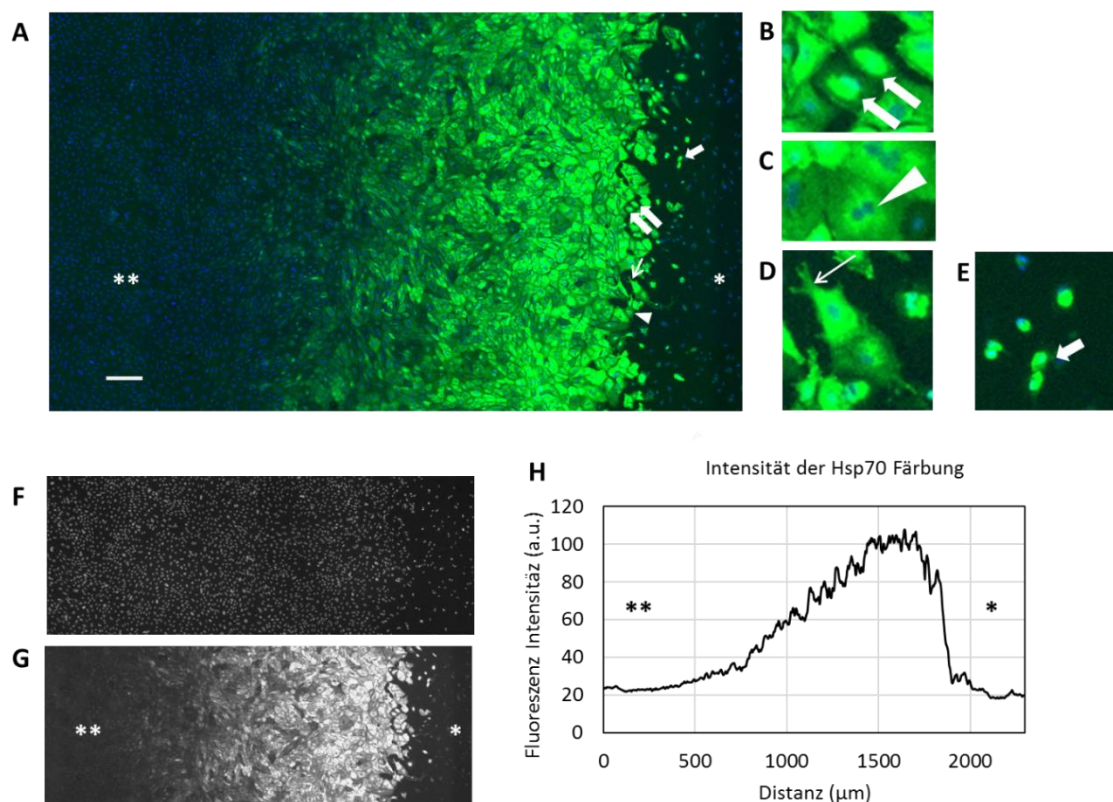 A
B
C
D
E
**
*
F
G
**
*
H
Intensität der Hsp70 Färbung
Fluoreszenz Intensitäz (a.u.)
120
100
80
60
40
20
0
**
*
0 500 1000 1500 2000
Distanz (µm)